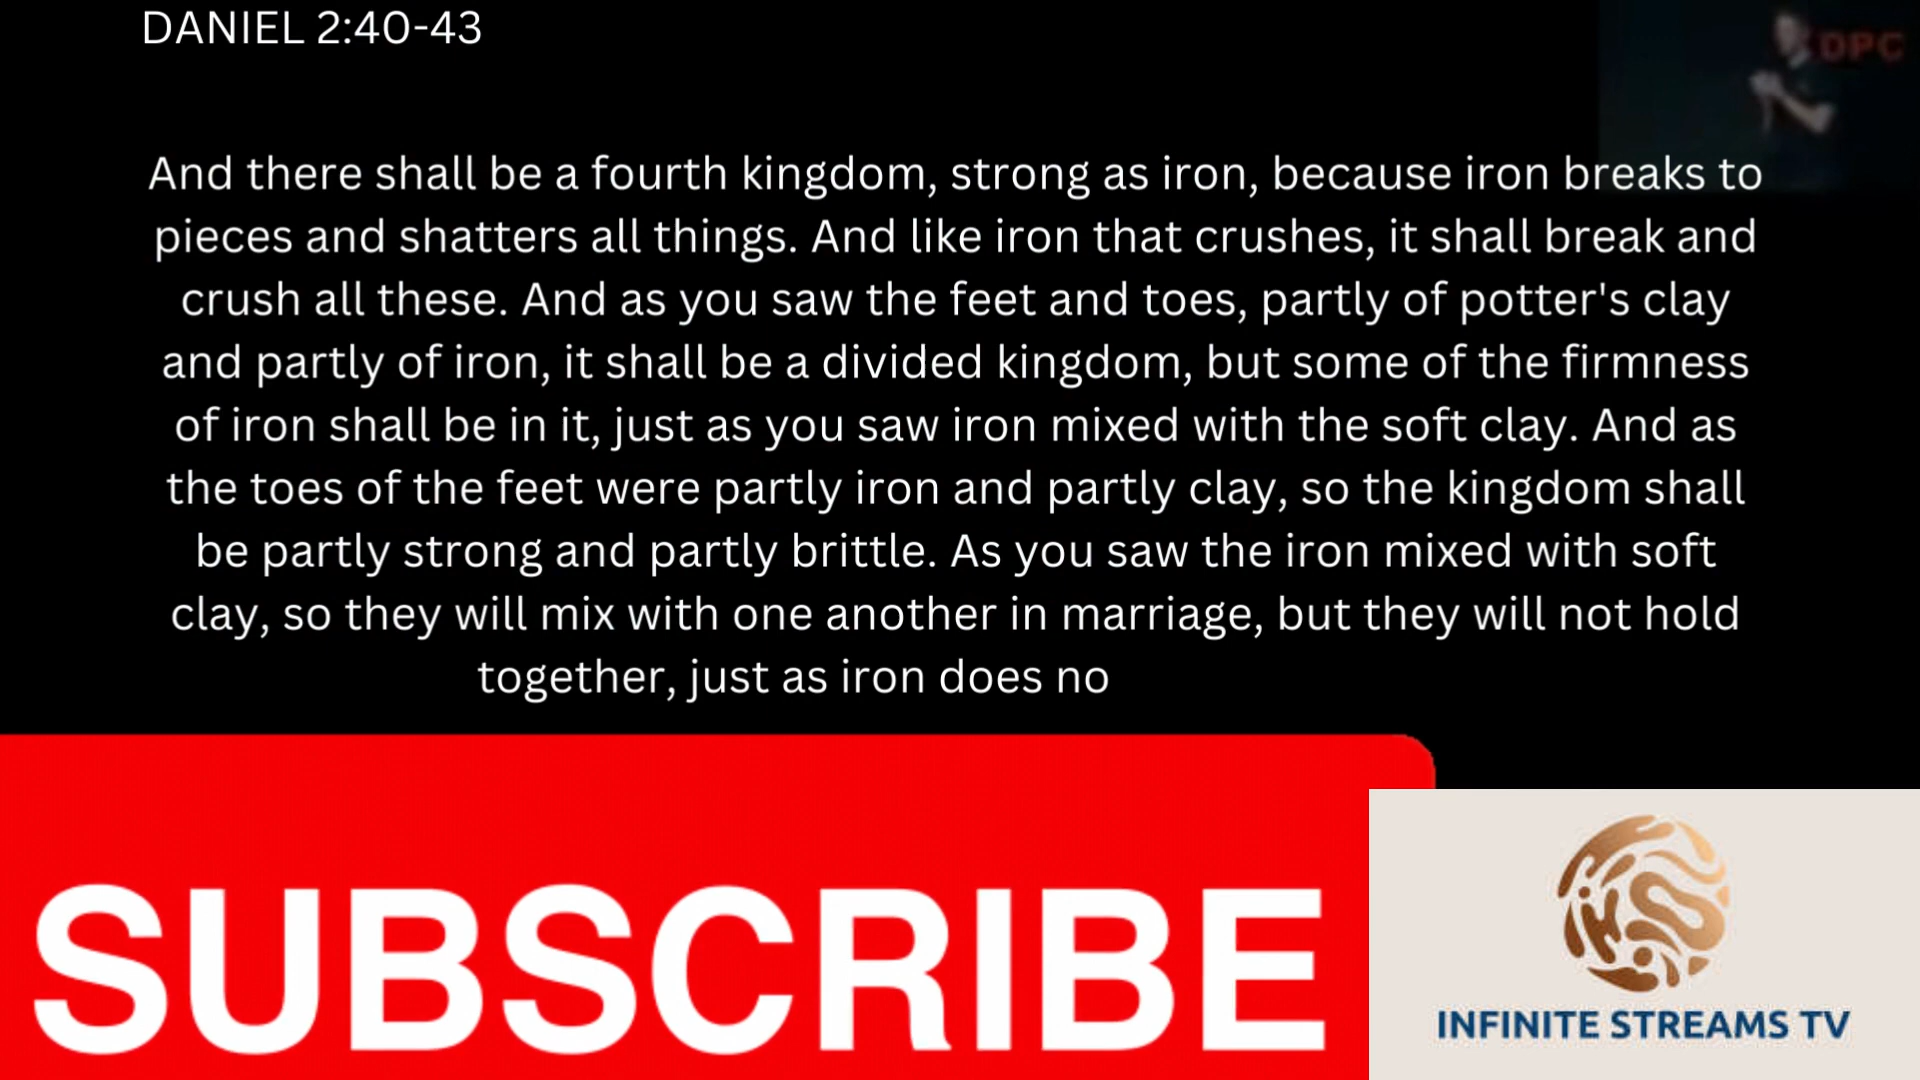 DANIEL 2:40-43
DPC
And there shall be a fourth kingdom, strong as iron, because iron breaks to
pieces and shatters all things. And like iron that crushes, it shall break and
crush all these. And as you saw the feet and toes, partly of potter's clay
and partly of iron, it shall be a divided kingdom, but some of the firmness
of iron shall be in it, just as you saw iron mixed with the soft clay. And as
the toes of the feet were partly iron and partly clay, so the kingdom shall
be partly strong and partly brittle. As you saw the iron mixed with soft
clay, so they will mix with one another in marriage, but they will not hold
together, just as iron does no
SUBSCRIBE
INFINITE STREAMS TV